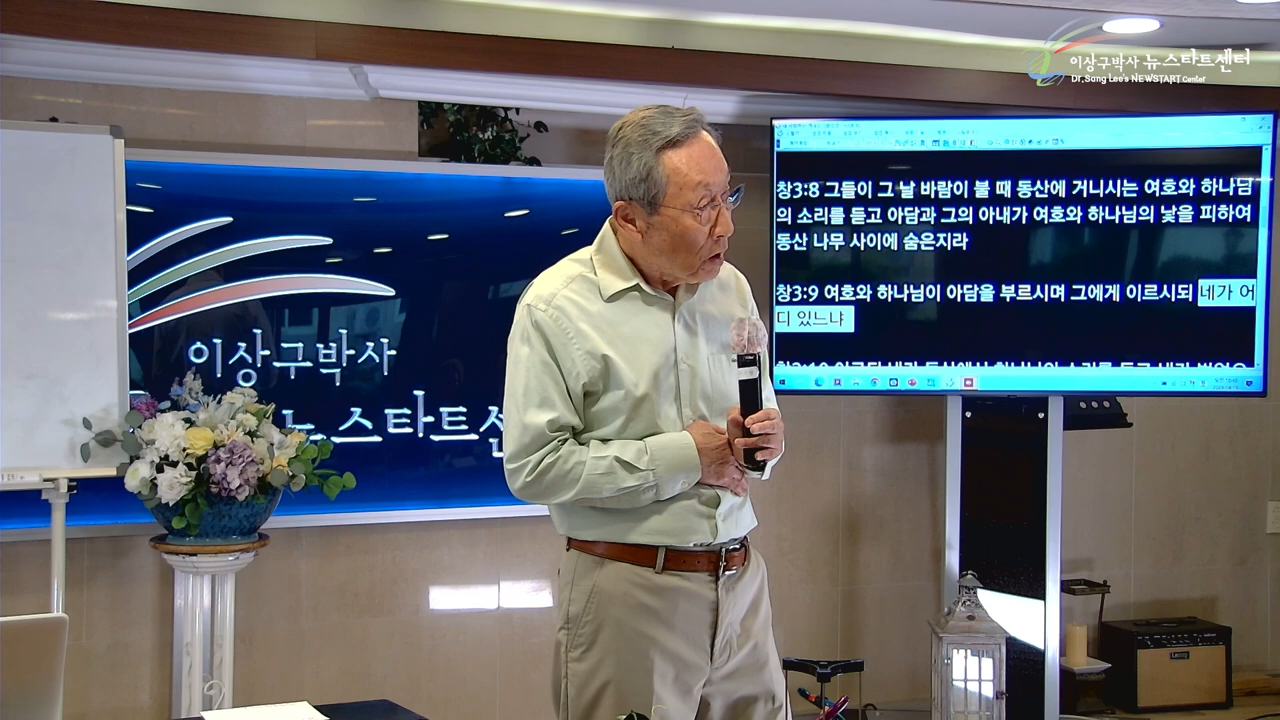 이상구박사 뉴스타트센터
Dr. Sang Lee's NEWSTART Center
창3:8 그들이 그 날 바람이 불 때 동산에 거니시는 여호와 하나님
의 소리를 듣고 아담과 그의 아내가 여호와 하나님의 낯을 피하여
동산 나무 사이에 숨은지라
창3:9 여호와 하나님이 아담을 부르시며 그에게 이르시되 네가 어
디 있느냐
이상구박사
뉴스타트센